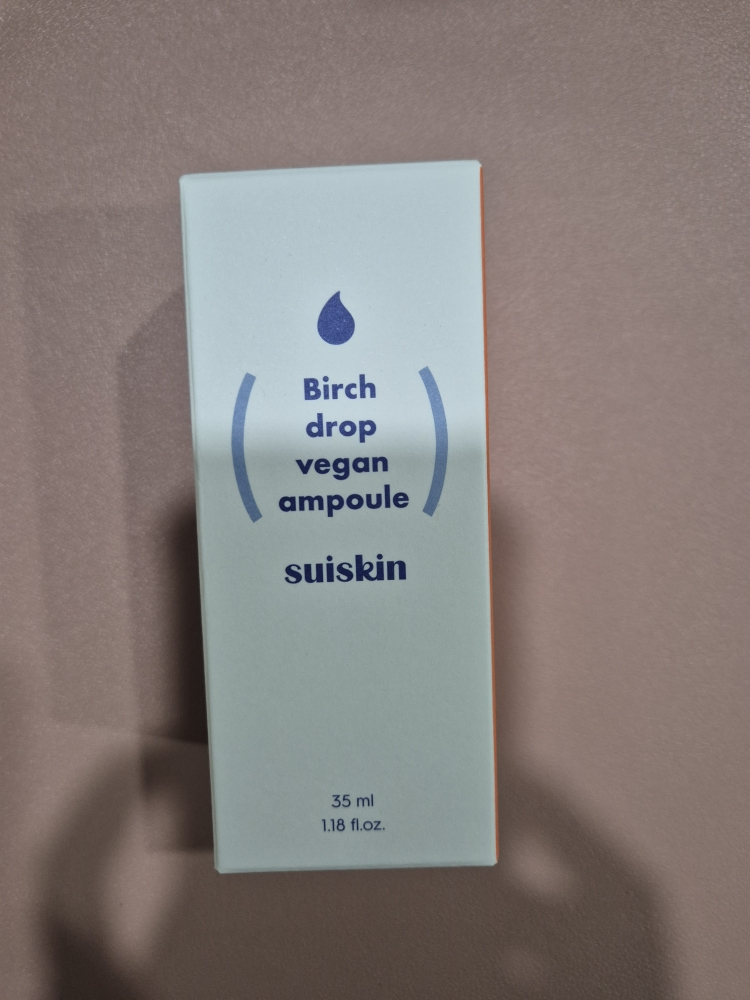 Birch
drop
vegan
ampoule
suiskin
35 ml
1.18 fl.oz.